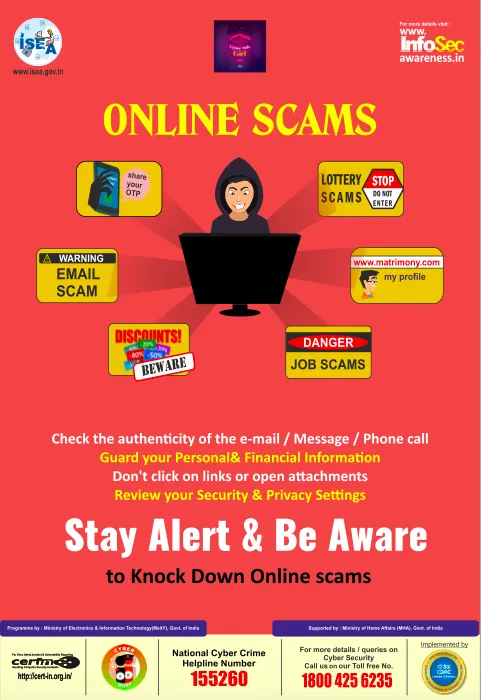 ISEA
www.isea.gov.in
Girl
For more details visit :
www.
InfoSec
awareness.in
ONLINE SCAMS
share
your
OTP
LOTTERY
SCAMS
STOP
DO NOT
ENTER
WARNING
EMAIL
SCAM
www.matrimony.com
my profile
DISCOUNTS!
-20%
-40%
-50%
BEWARE
DANGER
JOB SCAMS
Check the authenticity of the e-mail / Message / Phone call
Guard your Personal& Financial Information
Don't click on links or open attachments
Review your Security & Privacy Settings
Stay Alert & Be Aware
to Knock Down Online scams
Programme by : Ministry of Electronics & Information Technology(MeitY), Govt. of India
Supported by : Ministry of Home Affairs (MHA), Govt. of India
http://cert-in.org.in/
CYBER
National Cyber Crime
Helpline Number
155260
For more details / queries on
Cyber Security
Call us on our Toll free No.
1800 425 6235
Implemented by